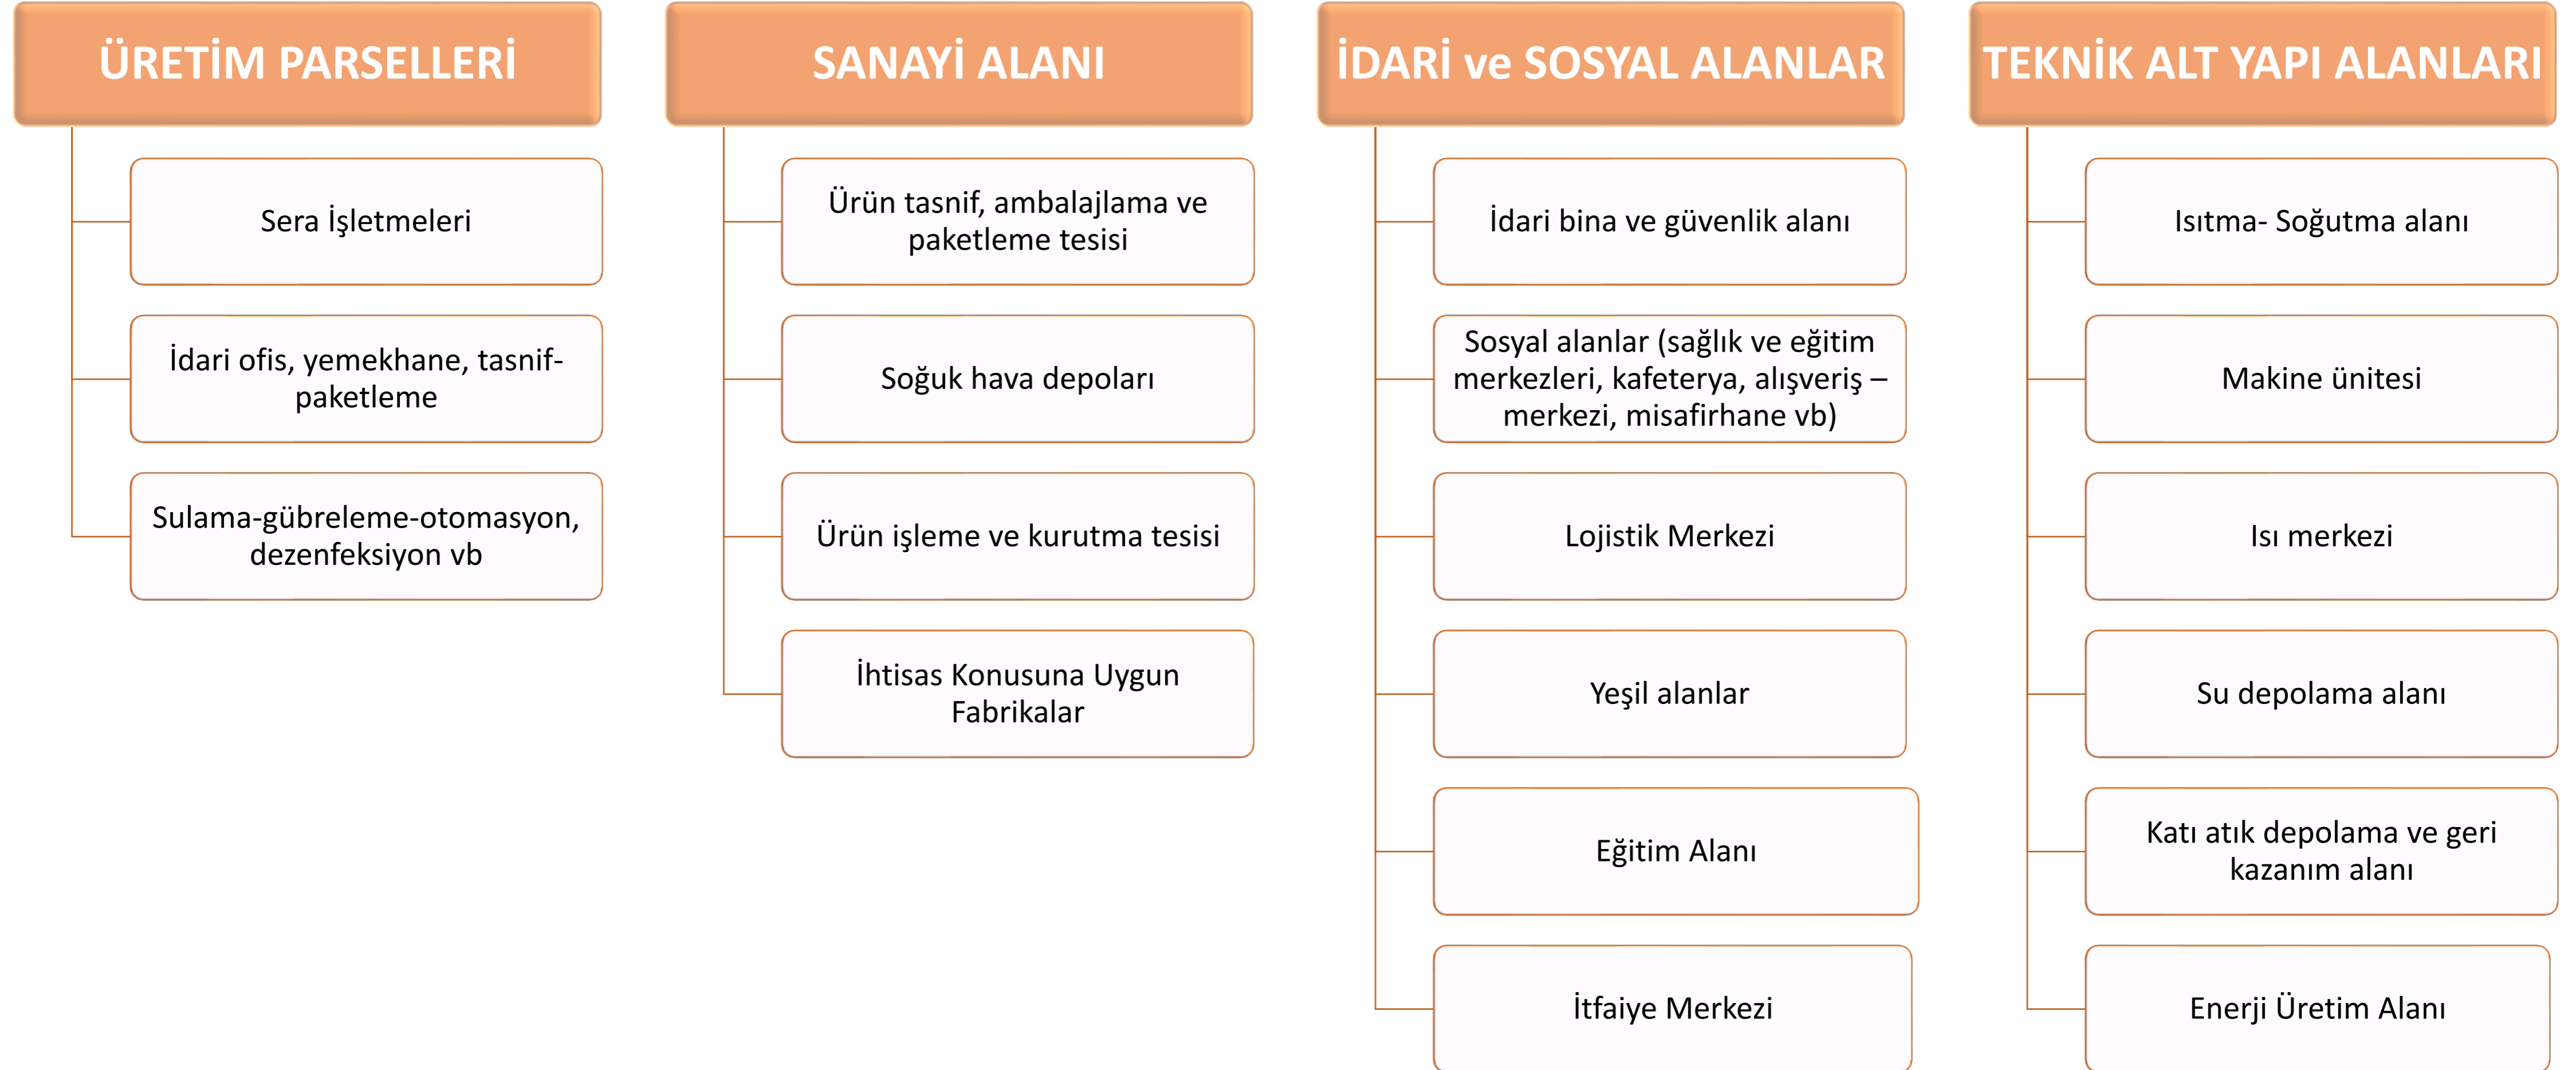 ÜRETİM PARSELLERİ
Sera İşletmeleri
İdari ofis, yemekhane, tasnif-
paketleme
Sulama-gübreleme-otomasyon,
dezenfeksiyon vb
SANAYİ ALANI
Ürün tasnif, ambalajlama ve
paketleme tesisi
Soğuk hava depoları
Ürün işleme ve kurutma tesisi
İhtisas Konusuna Uygun
Fabrikalar
İDARİ ve SOSYAL ALANLAR
İdari bina ve güvenlik alanı
Sosyal alanlar (sağlık ve eğitim
merkezleri, kafeterya, alışveriş –
merkezi, misafirhane vb)
Lojistik Merkezi
Yeşil alanlar
Eğitim Alanı
İtfaiye Merkezi
TEKNİK ALT YAPI ALANLARI
Isıtma- Soğutma alanı
Makine ünitesi
Isı merkezi
Su depolama alanı
Katı atık depolama ve geri
kazanım alanı
Enerji Üretim Alanı